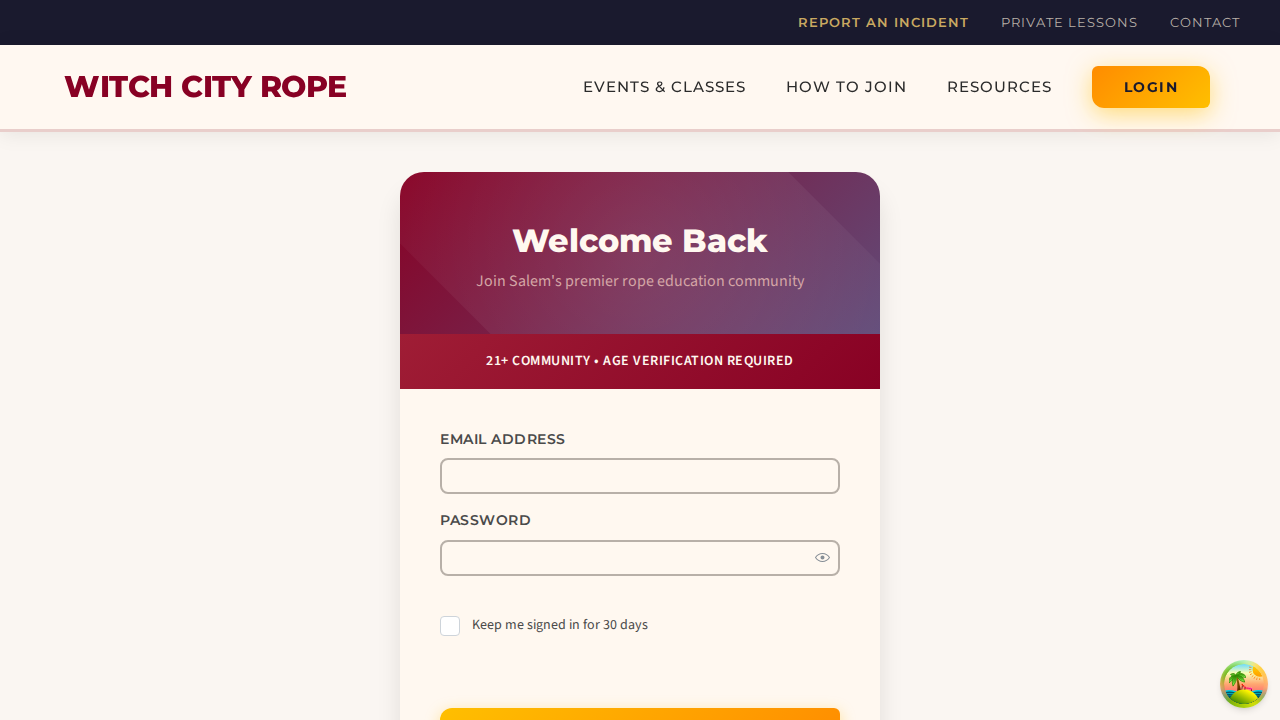 REPORT AN INCIDENT PRIVATE LESSONS CONTACT
WITCH CITY ROPE EVENTS & CLASSES HOW TO JOIN RESOURCES LOGIN
Welcome Back
Join Salem's premier rope education community
21+ COMMUNITY • AGE VERIFICATION REQUIRED
EMAIL ADDRESS
PASSWORD
Keep me signed in for 30 days